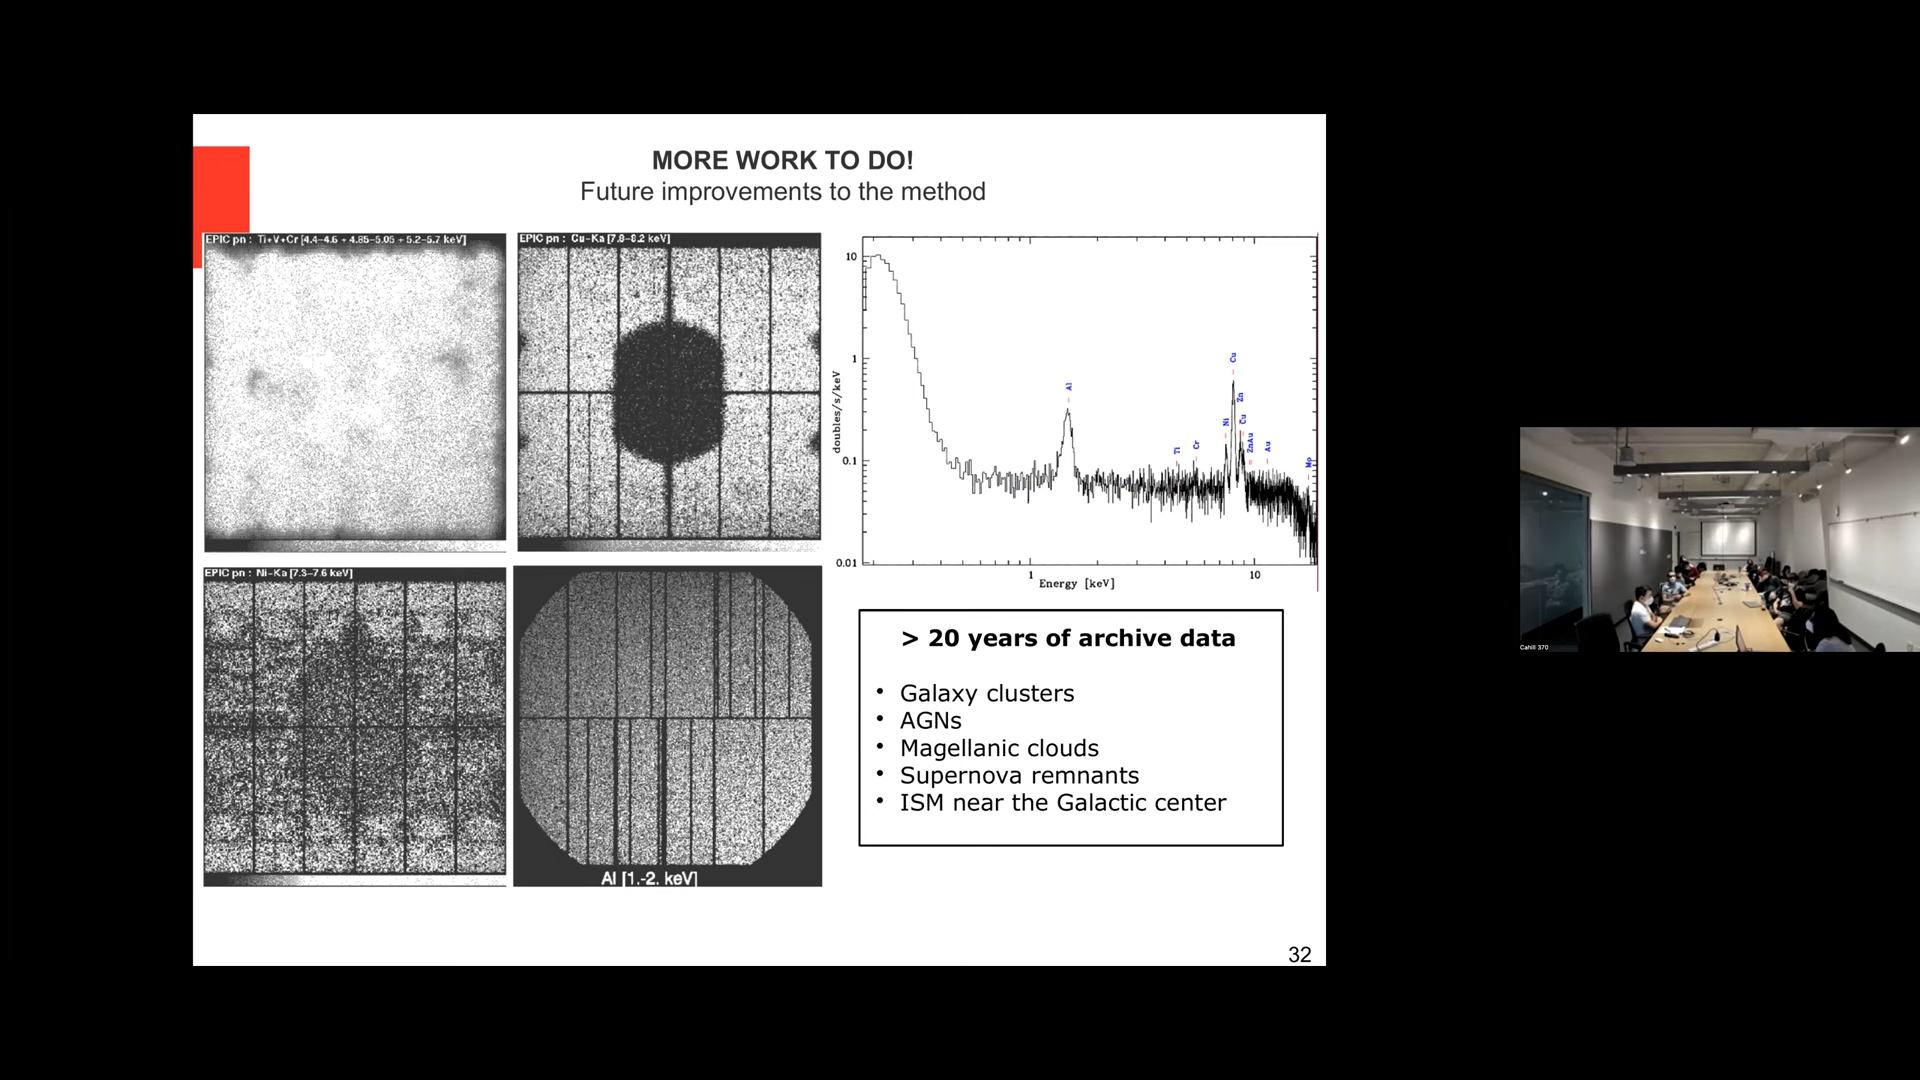 MORE WORK TO DO!
Future improvements to the method
EPIC pn : Ti+V+Cr [4.4-4.6 + 4.85-5.05 + 5.2-5.7 keV]
EPIC pn : Cu-Ka [7.8-8.2 keV]
EPIC pn : Ni-Ka [7.3-7.6 keV]
Al [1.-2. keV]
doubles/s/keV
10
1
0.1
0.01
Al
Ti
Cr
Ni
Cu
Zn
Cu
ZnAu
Au
Mo
1
10
Energy [keV]
> 20 years of archive data
• Galaxy clusters
• AGNs
• Magellanic clouds
• Supernova remnants
• ISM near the Galactic center
32
Cahill 370